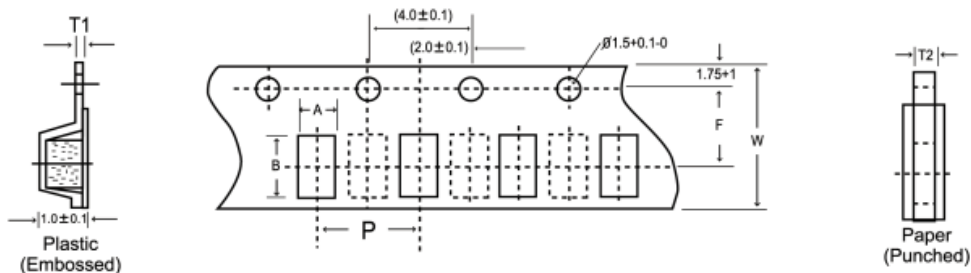 T1
(4.0±0.1)
(2.0±0.1)
Ø1.5+0.1-0
1.75+1
T2
A
F
W
B
1.0±0.1
P
Plastic
(Embossed)
Paper
(Punched)